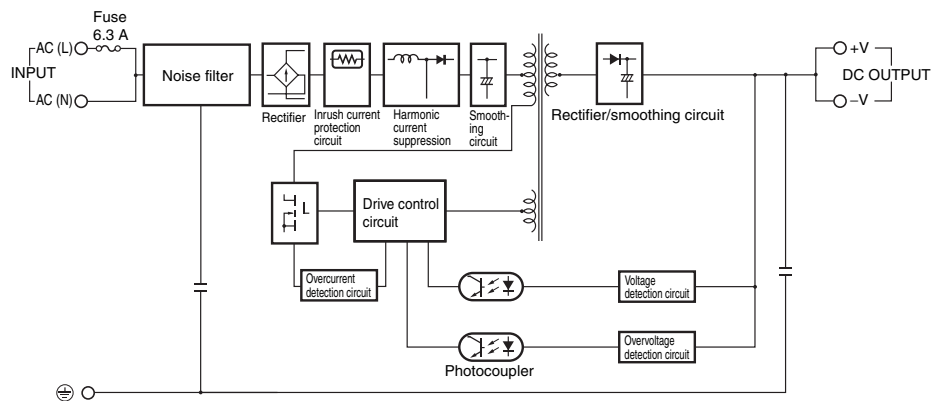 Fuse
6.3 A
AC (L)
INPUT
AC (N)
Noise filter
Rectifier
Inrush current
protection
circuit
Harmonic
current
suppression
Smooth-
ing
circuit
Rectifier/smoothing circuit
+V
DC OUTPUT
−V
Drive control
circuit
Overcurrent
detection circuit
Voltage
detection circuit
Overvoltage
detection circuit
Photocoupler